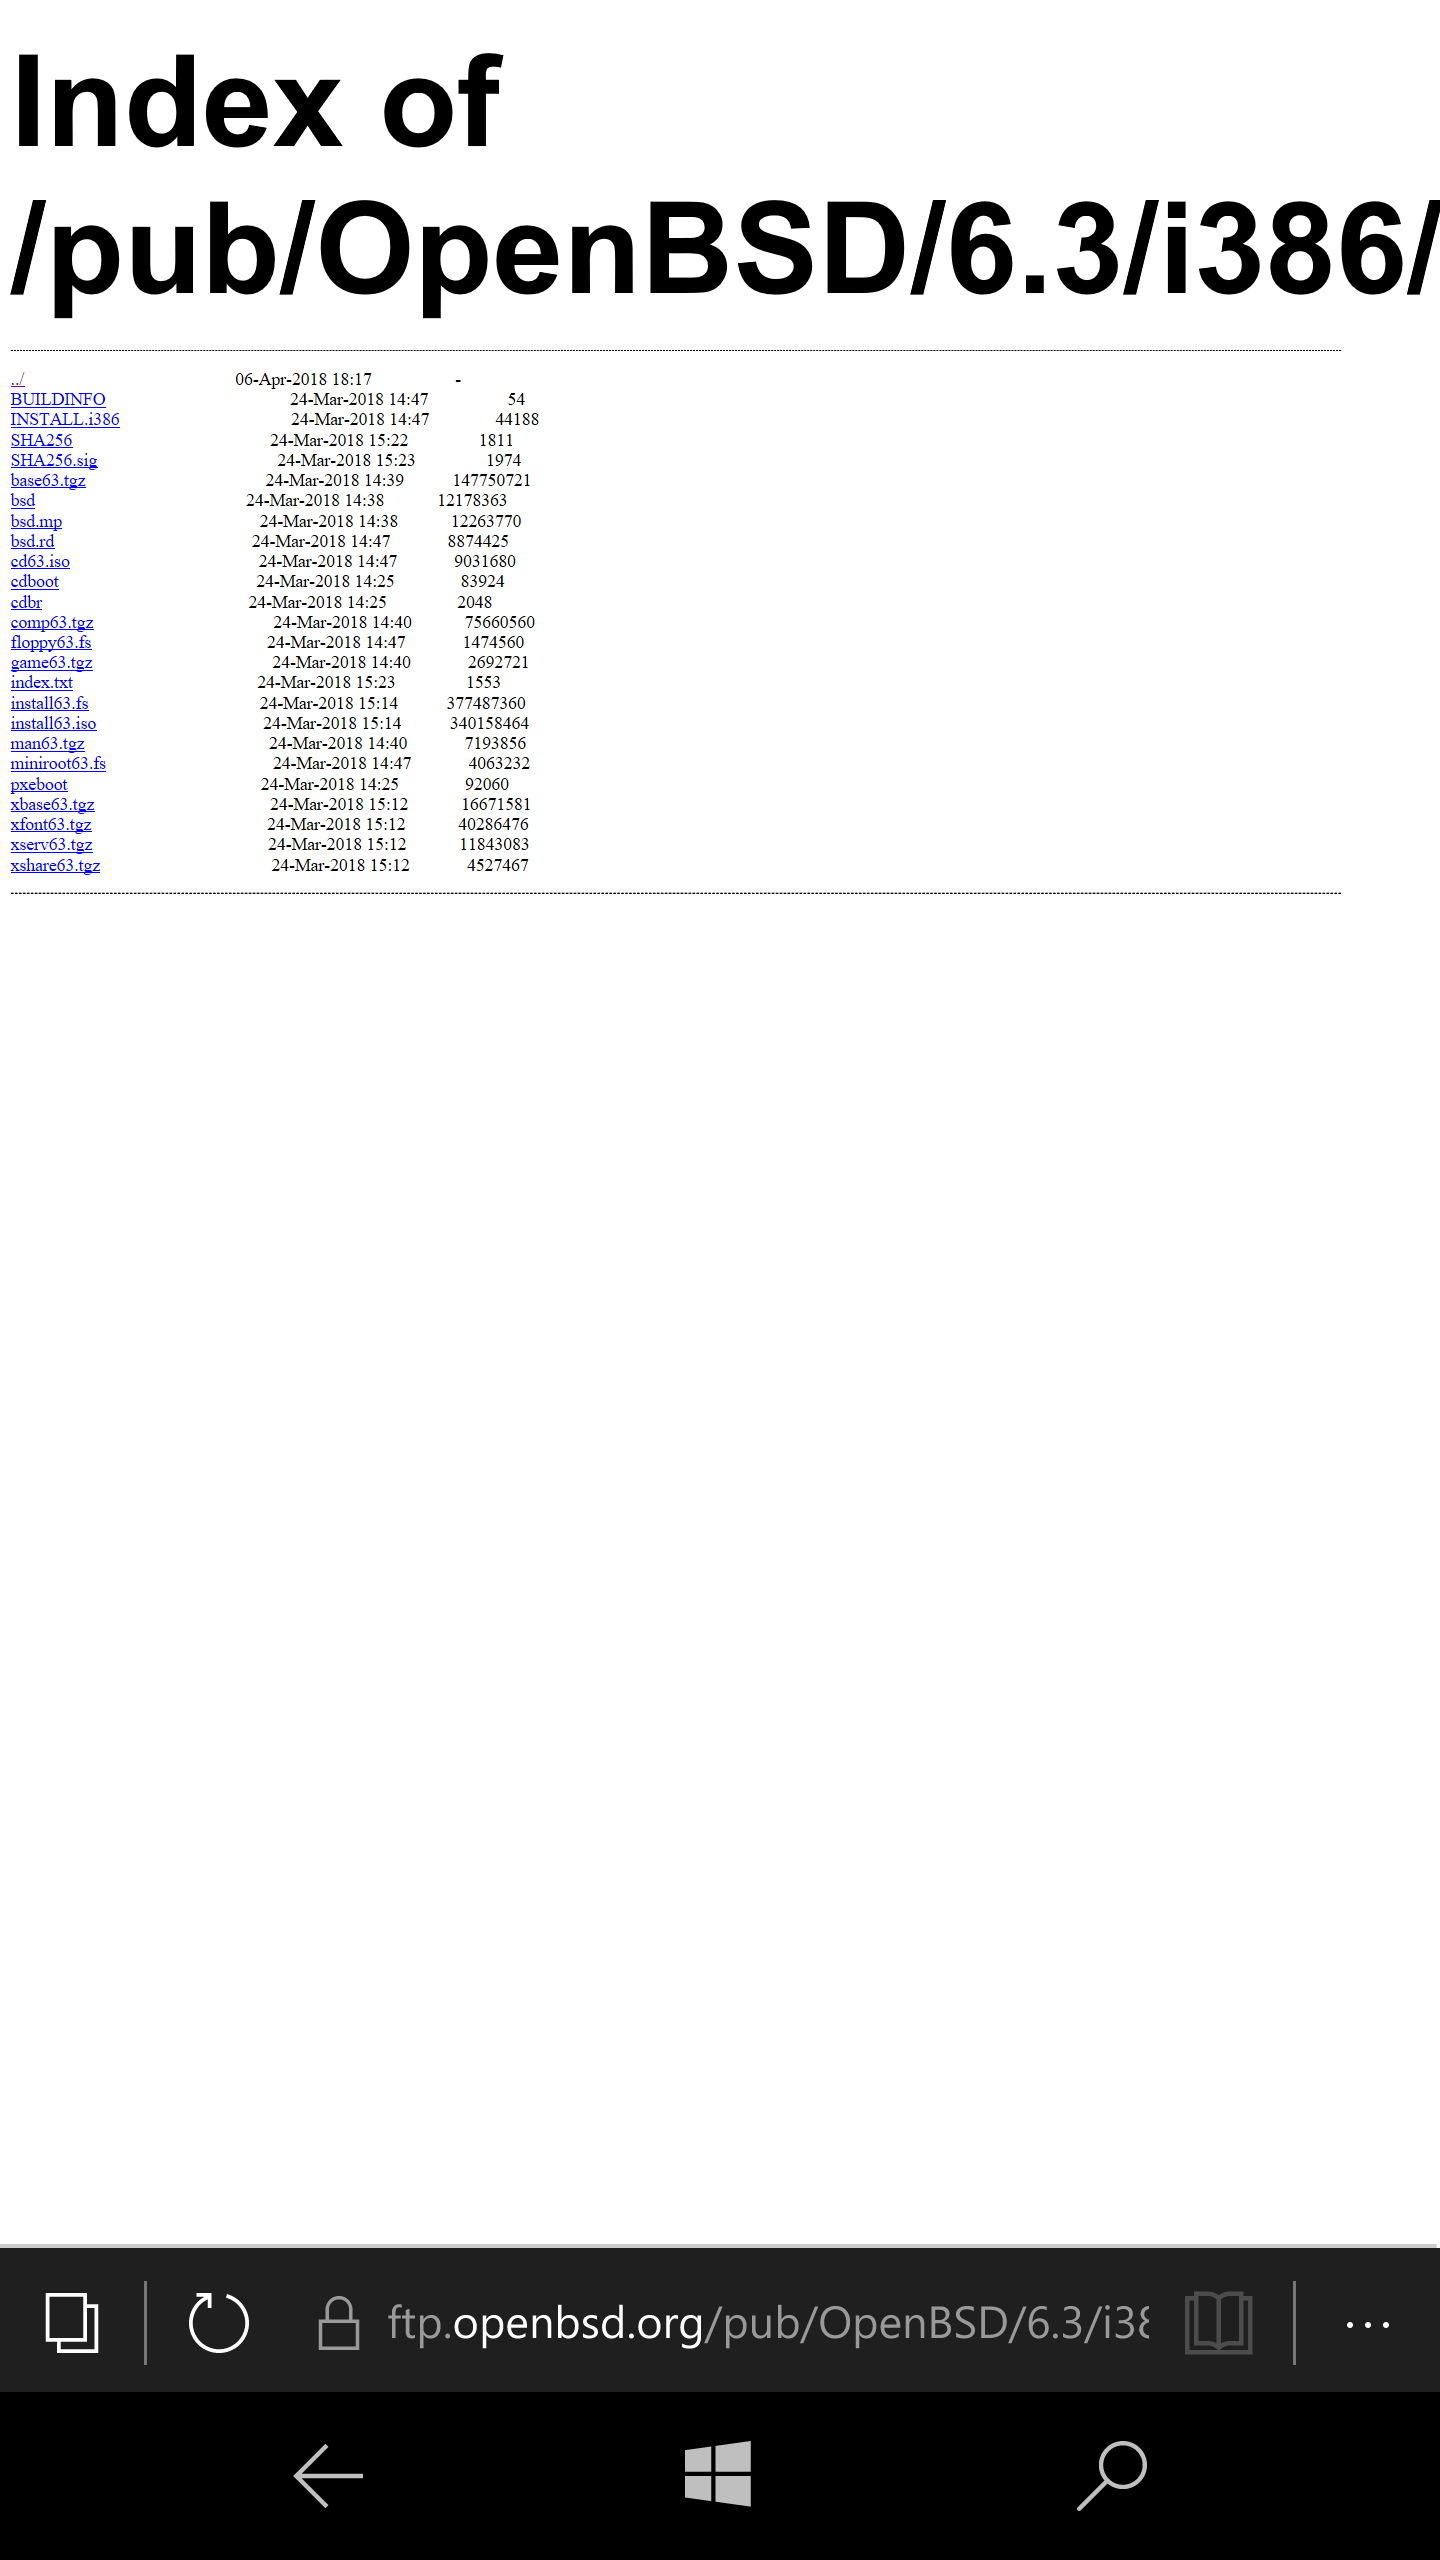 Index of
/pub/OpenBSD/6.3/i386/
../ 06-Apr-2018 18:17 -
BUILDINFO 24-Mar-2018 14:47 54
INSTALL.i386 24-Mar-2018 14:47 44188
SHA256 24-Mar-2018 15:22 1811
SHA256.sig 24-Mar-2018 15:23 1974
base63.tgz 24-Mar-2018 14:39 147750721
bsd 24-Mar-2018 14:38 12178363
bsd.mp 24-Mar-2018 14:38 12263770
bsd.rd 24-Mar-2018 14:47 8874425
cd63.iso 24-Mar-2018 14:47 9031680
cdboot 24-Mar-2018 14:25 83924
cdbr 24-Mar-2018 14:25 2048
comp63.tgz 24-Mar-2018 14:40 75660560
floppy63.fs 24-Mar-2018 14:47 1474560
game63.tgz 24-Mar-2018 14:40 2692721
index.txt 24-Mar-2018 15:23 1553
install63.fs 24-Mar-2018 15:14 377487360
install63.iso 24-Mar-2018 15:14 340158464
man63.tgz 24-Mar-2018 14:40 7193856
miniroot63.fs 24-Mar-2018 14:47 4063232
pxeboot 24-Mar-2018 14:25 92060
xbase63.tgz 24-Mar-2018 15:12 16671581
xfont63.tgz 24-Mar-2018 15:12 40286476
xserv63.tgz 24-Mar-2018 15:12 11843083
xshare63.tgz 24-Mar-2018 15:12 4527467
ftp.openbsd.org/pub/OpenBSD/6.3/i38